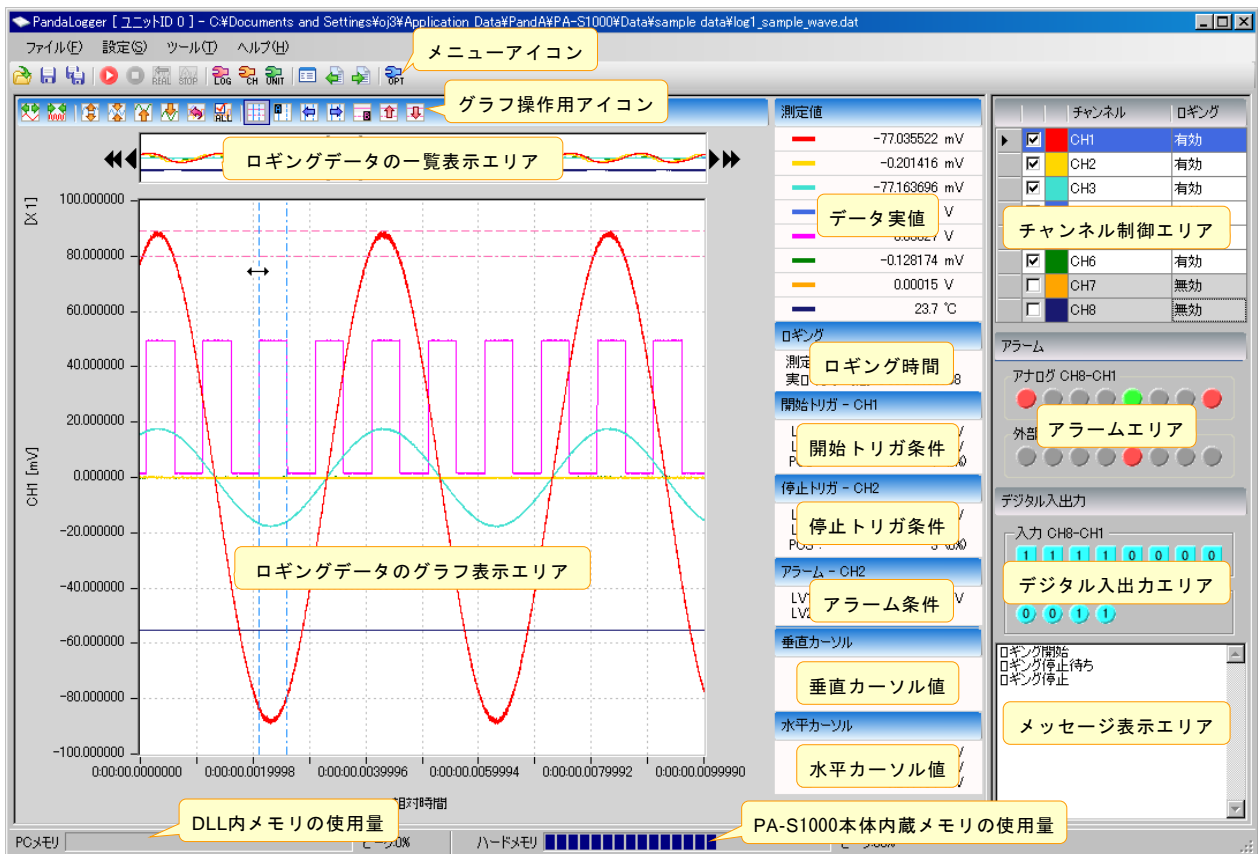 PandaLogger [ ユニットID 0 ] - C:¥Documents and Settings¥oj3¥Application Data¥PandA¥PA-S1000¥Data¥sample data¥log1_sample_wave.dat
ファイル(F) 設定(S) ツール(T) ヘルプ(H)
メニューアイコン
REAL STOP LOG CH UNIT OPT
グラフ操作用アイコン
ALL
ロギングデータの一覧表示エリア
[X 1]
CH1 [mV]
100.000000
80.000000
60.000000
40.000000
20.000000
0.000000
-20.000000
-40.000000
-60.000000
-80.000000
-100.000000
ロギングデータのグラフ表示エリア
0:00:00.0000000 0:00:00.0019998 0:00:00.0039996 0:00:00.0059994 0:00:00.0079992 0:00:00.0099990
相対時間
測定値
-77.035522 mV
-0.201416 mV
-77.163696 mV
V
データ実値
V
-0.128174 mV
0.00015 V
23.7 ℃
ロギング
ロギング時間
開始トリガ - CH1
開始トリガ条件
停止トリガ - CH2
停止トリガ条件
アラーム - CH2
アラーム条件
垂直カーソル
垂直カーソル値
水平カーソル
水平カーソル値
チャンネル ロギング
CH1 有効
CH2 有効
CH3 有効
チャンネル制御エリア
CH6 有効
CH7 無効
CH8 無効
アラーム
アナログ CH8-CH1
アラームエリア
外部
デジタル入出力
入力 CH8-CH1
1 1 1 1 0 0 0 0
デジタル入出力エリア
0 0 1 1
ロギング開始
ロギング停止待ち
ロギング停止
メッセージ表示エリア
DLL内メモリの使用量
PA-S1000本体内蔵メモリの使用量
PCメモリ
ハードメモリ